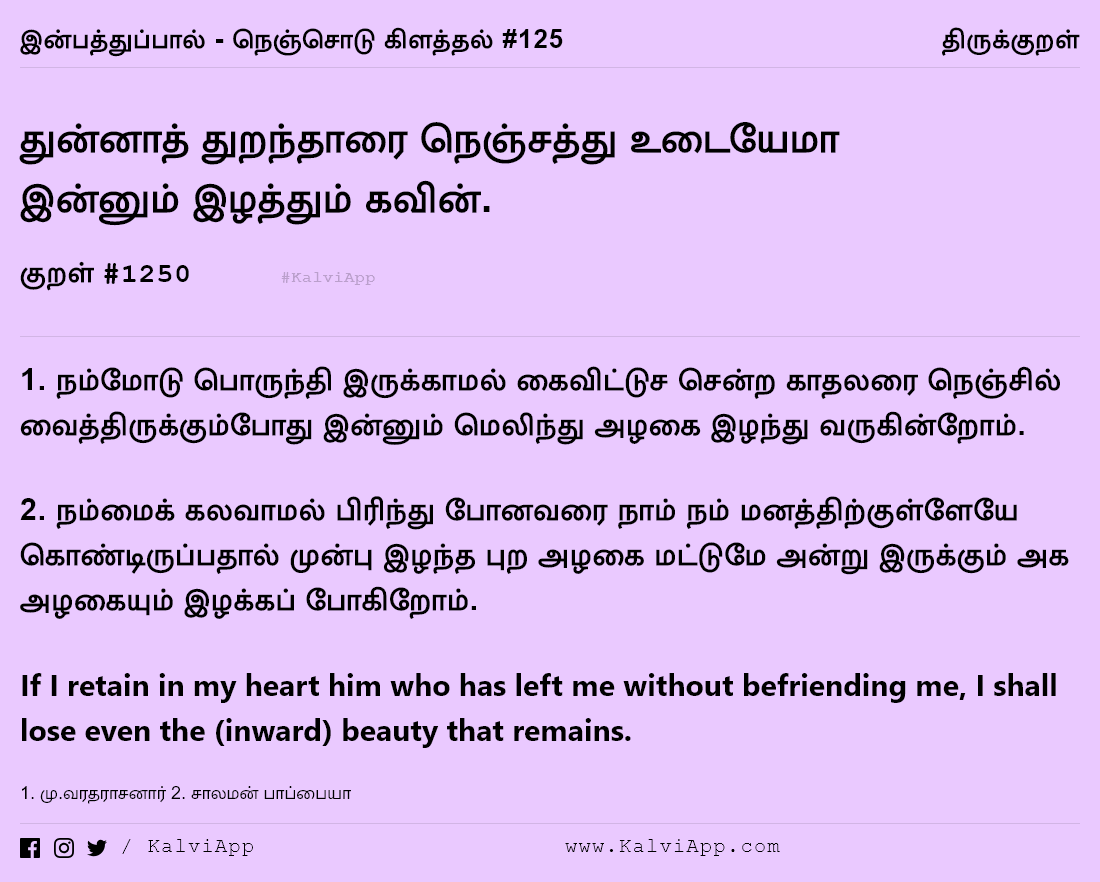 இன்பத்துப்பால் - நெஞ்சொடு கிளத்தல் #125 திருக்குறள்
துன்னாத் துறந்தாரை நெஞ்சத்து உடையேமா
இன்னும் இழத்தும் கவின்.
குறள் #1250 #KalviApp
1. நம்மோடு பொருந்தி இருக்காமல் கைவிட்டுச சென்ற காதலரை நெஞ்சில்
வைத்திருக்கும்போது இன்னும் மெலிந்து அழகை இழந்து வருகின்றோம்.
2. நம்மைக் கலவாமல் பிரிந்து போனவரை நாம் நம் மனத்திற்குள்ளேயே
கொண்டிருப்பதால் முன்பு இழந்த புற அழகை மட்டுமே அன்று இருக்கும் அக
அழகையும் இழக்கப் போகிறோம்.
If I retain in my heart him who has left me without befriending me, I shall
lose even the (inward) beauty that remains.
1. மு.வரதராசனார் 2. சாலமன் பாப்பையா
/ KalviApp www.KalviApp.com